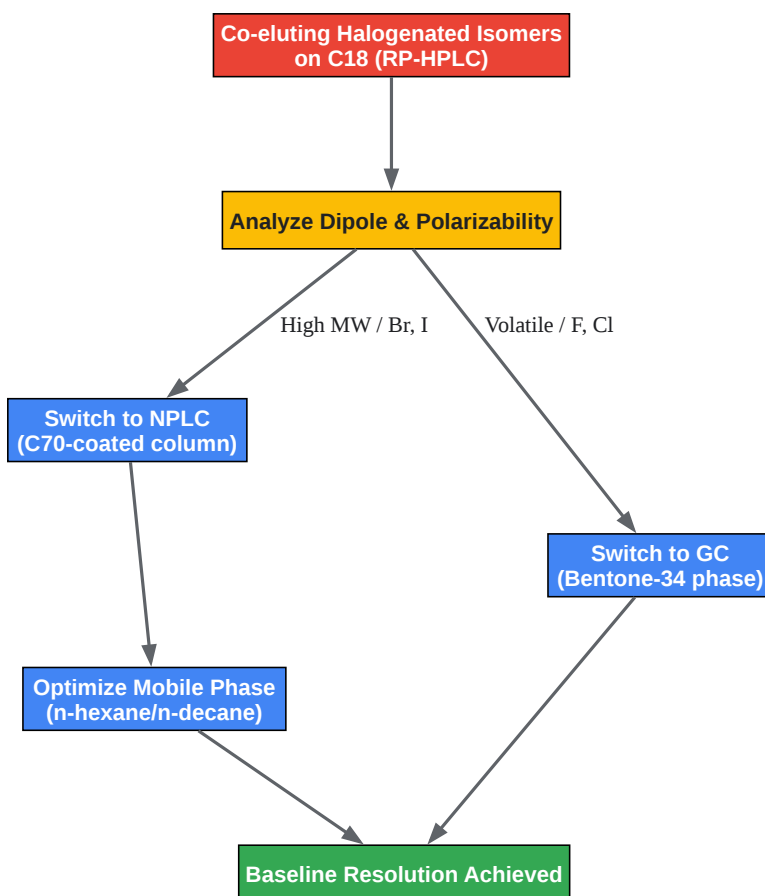 Co-eluting Halogenated Isomers
on C18 (RP-HPLC)
Analyze Dipole & Polarizability
High MW / Br, I
Volatile / F, Cl
Switch to NPLC
(C70-coated column)
Switch to GC
(Bentone-34 phase)
Optimize Mobile Phase
(n-hexane/n-decane)
Baseline Resolution Achieved